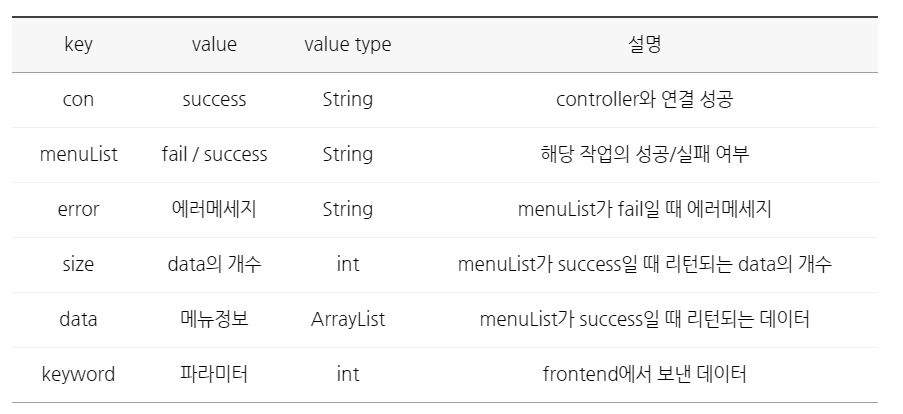 key value value type 설명
con success String controller와 연결 성공
menuList fail / success String 해당 작업의 성공/실패 여부
error 에러메세지 String menuList가 fail일 때 에러메세지
size data의 개수 int menuList가 success일 때 리턴되는 data의 개수
data 메뉴정보 ArrayList menuList가 success일 때 리턴되는 데이터
keyword 파라미터 int frontend에서 보낸 데이터